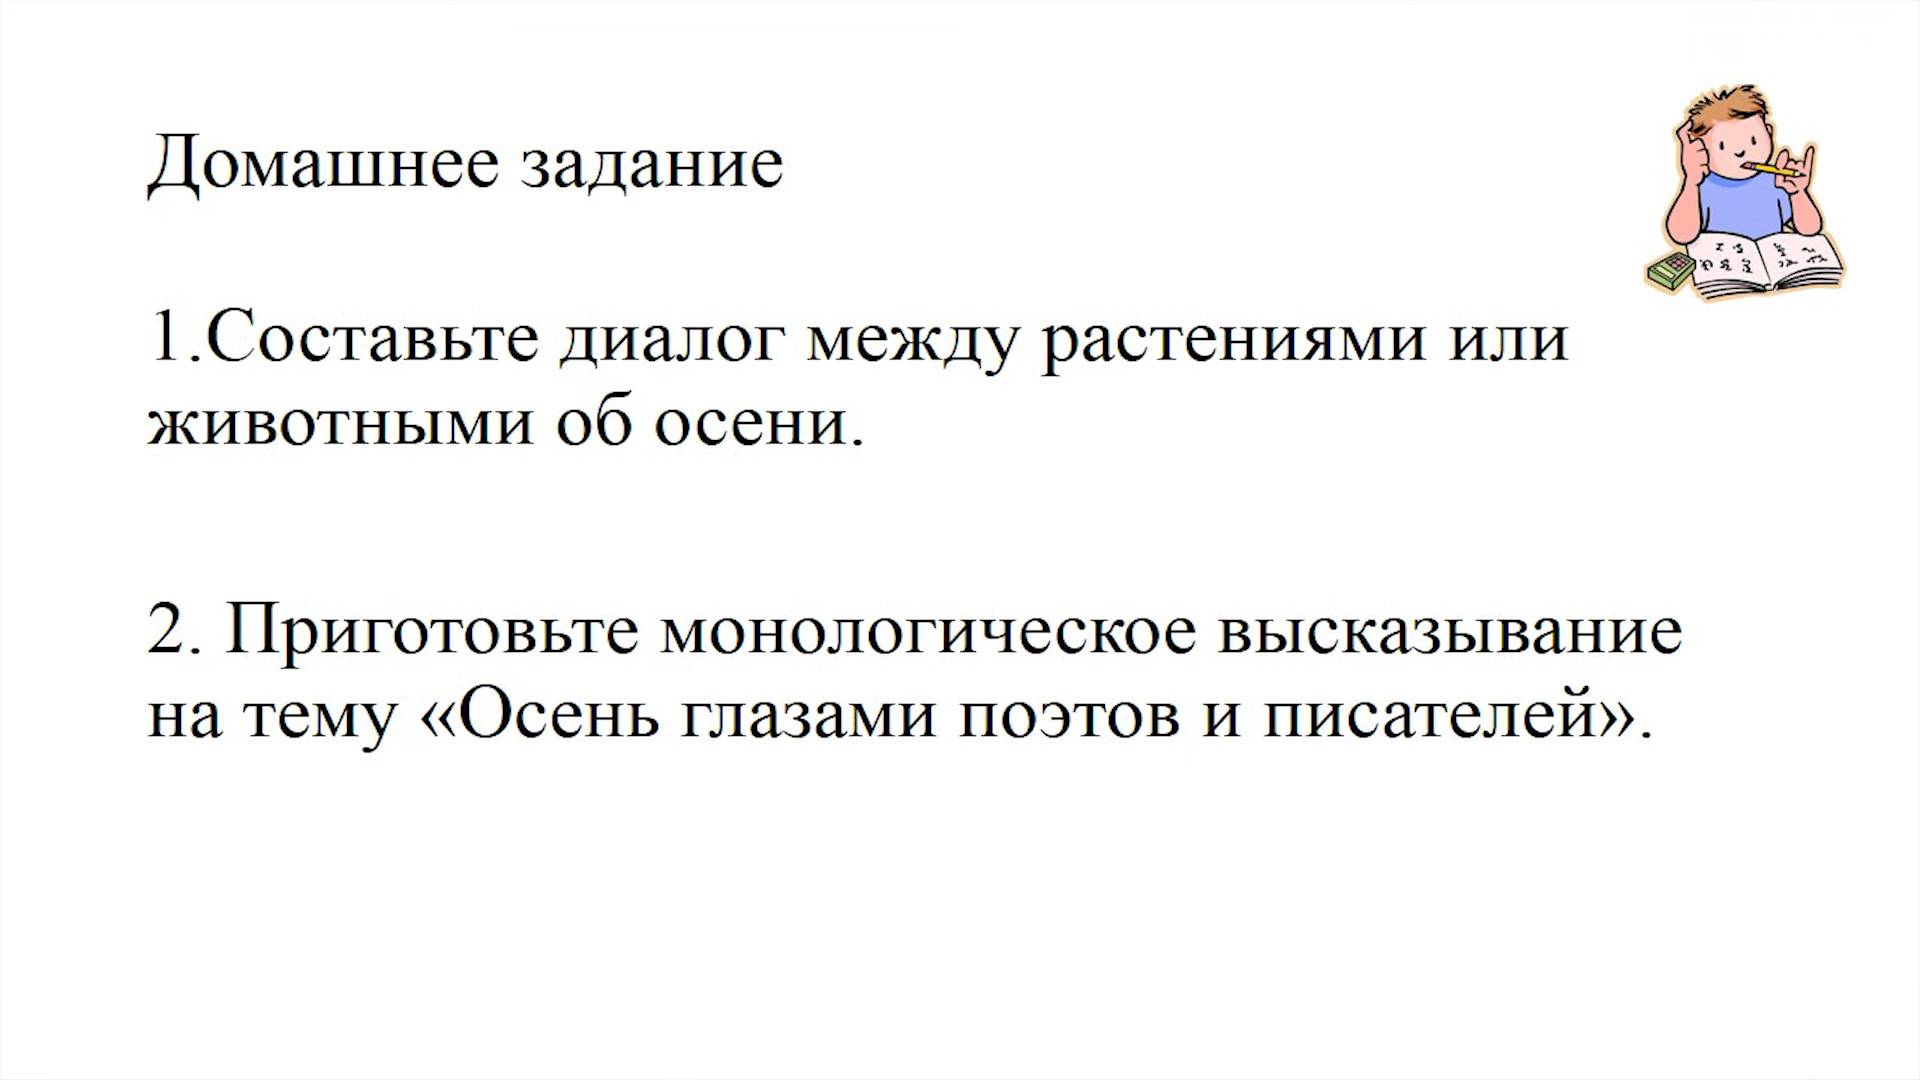 Домашнее задание
1.Составьте диалог между растениями или
животными об осени.
2. Приготовьте монологическое высказывание
на тему «Осень глазами поэтов и писателей».